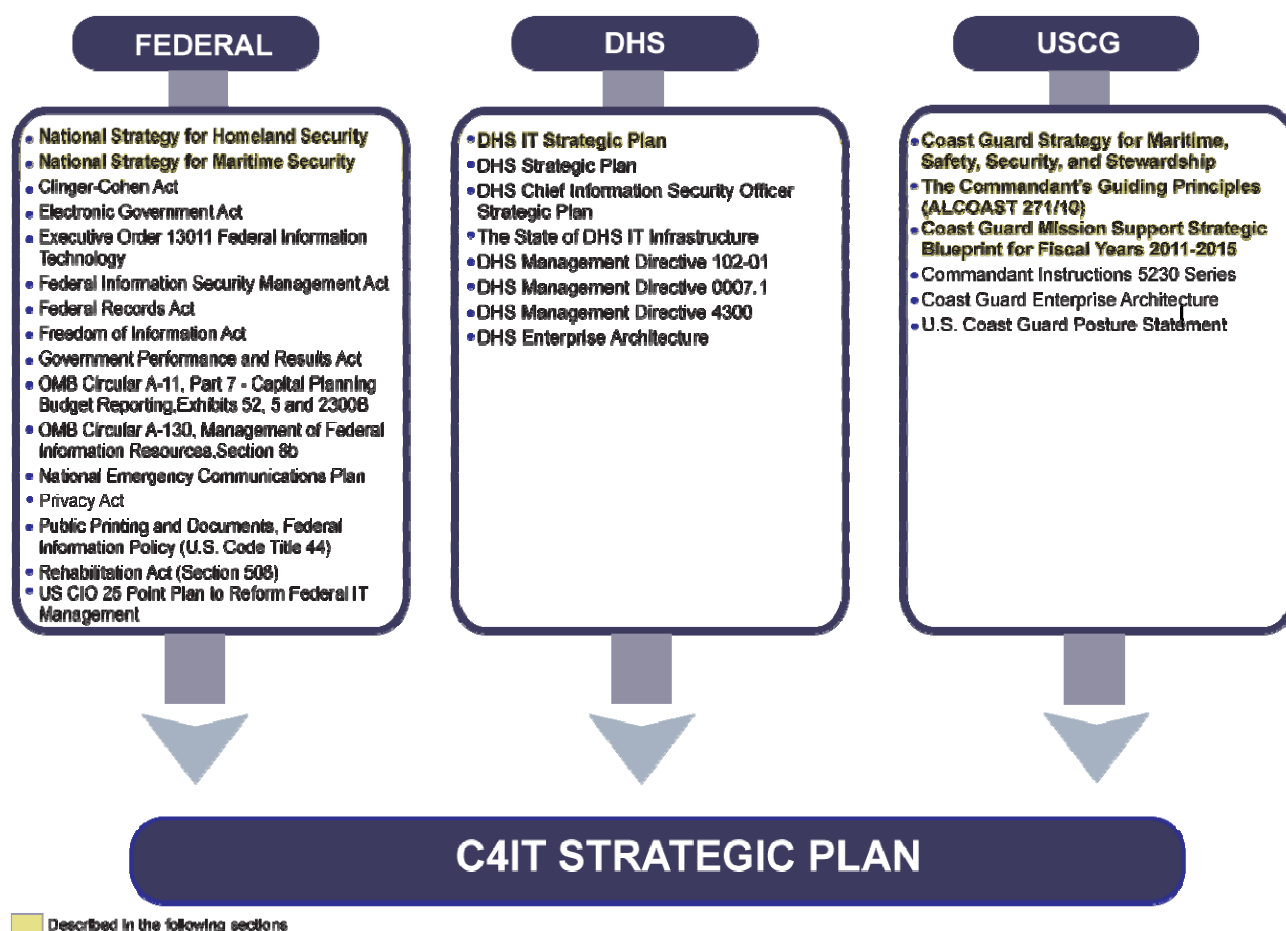 FEDERAL
National Strategy for Homeland Security
National Strategy for Maritime Security
Clinger-Cohen Act
Electronic Government Act
Executive Order 13011 Federal Information
Technology
Federal Information Security Management Act
Federal Records Act
Freedom of Information Act
Government Performance and Results Act
OMB Circular A-11, Part 7 - Capital Planning
Budget Reporting,Exhibits 52, 5 and 2300B
OMB Circular A-130, Management of Federal
Information Resources,Section 8b
National Emergency Communications Plan
Privacy Act
Public Printing and Documents, Federal
Information Policy (U.S. Code Title 44)
Rehabilitation Act (Section 508)
US CIO 25 Point Plan to Reform Federal IT
Management
DHS
DHS IT Strategic Plan
DHS Strategic Plan
DHS Chief Information Security Officer
Strategic Plan
The State of DHS IT Infrastructure
DHS Management Directive 102-01
DHS Management Directive 0007.1
DHS Management Directive 4300
DHS Enterprise Architecture
USCG
Coast Guard Strategy for Maritime,
Safety, Security, and Stewardship
The Commandant's Guiding Principles
(ALCOAST 271/10)
Coast Guard Mission Support Strategic
Blueprint for Fiscal Years 2011-2015
Commandant Instructions 5230 Series
Coast Guard Enterprise Architecture
U.S. Coast Guard Posture Statement
C4IT STRATEGIC PLAN
Described in the following sections